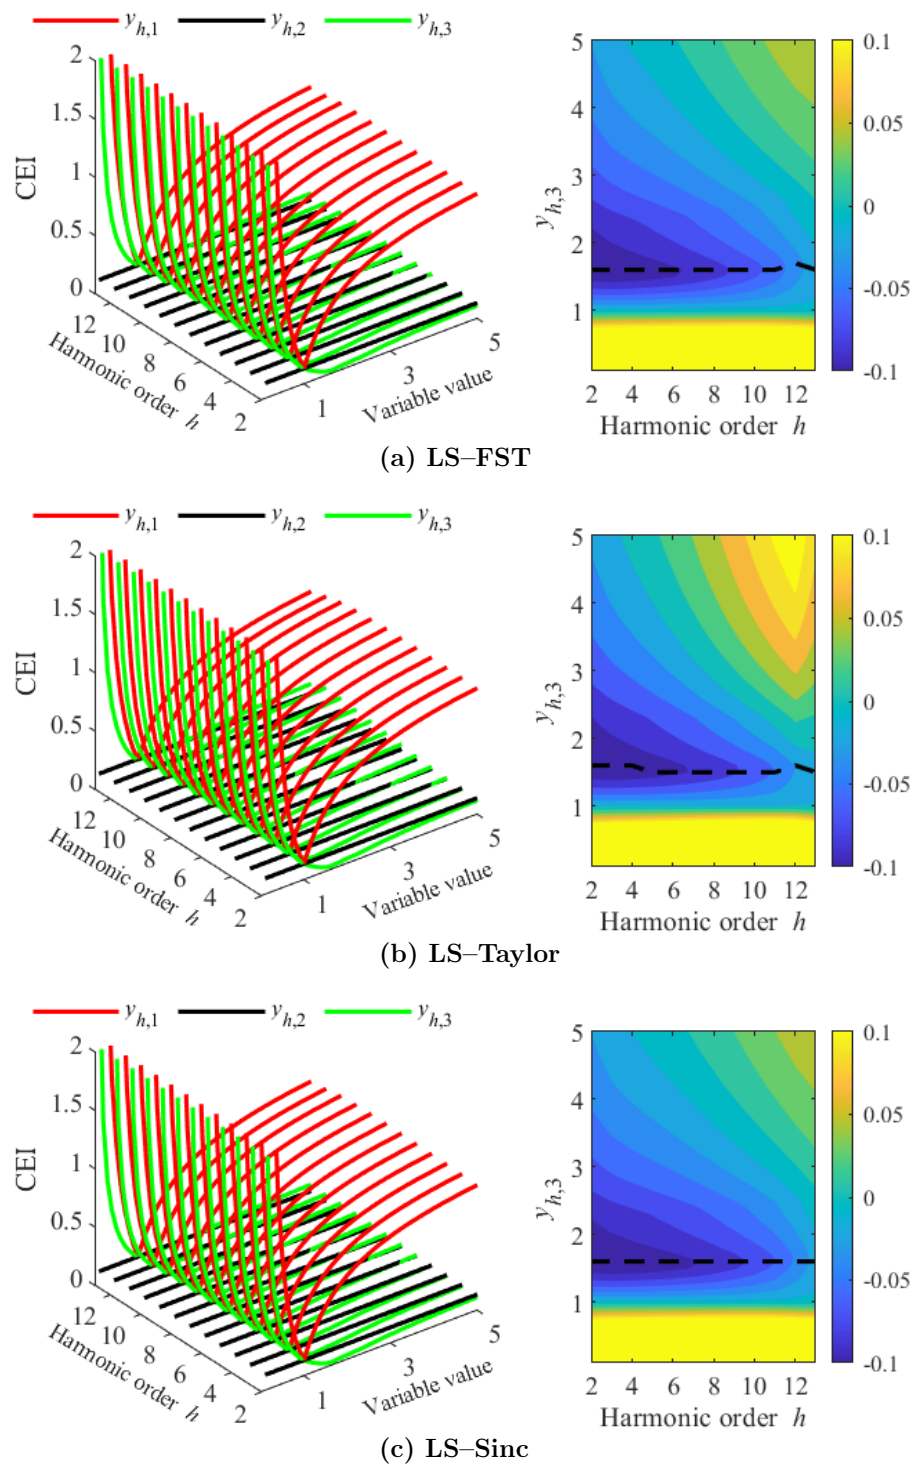 y_{h,1} y_{h,2} y_{h,3}
2
1.5
1
0.5
0
CEI
12 10 8 6 4 2
Harmonic order h
1 3 5
Variable value
5
4
3
2
1
y_{h,3}
2 4 6 8 10 12
Harmonic order h
0.1
0.05
0
-0.05
-0.1
(a) LS–FST
y_{h,1} y_{h,2} y_{h,3}
2
1.5
1
0.5
0
CEI
12 10 8 6 4 2
Harmonic order h
1 3 5
Variable value
5
4
3
2
1
y_{h,3}
2 4 6 8 10 12
Harmonic order h
0.1
0.05
0
-0.05
-0.1
(b) LS–Taylor
y_{h,1} y_{h,2} y_{h,3}
2
1.5
1
0.5
0
CEI
12 10 8 6 4 2
Harmonic order h
1 3 5
Variable value
5
4
3
2
1
y_{h,3}
2 4 6 8 10 12
Harmonic order h
0.1
0.05
0
-0.05
-0.1
(c) LS–Sinc